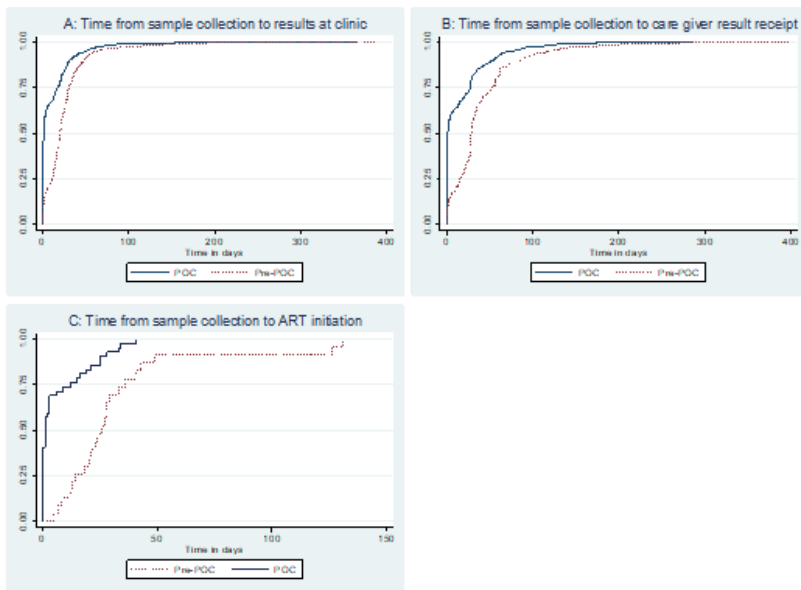 A: Time from sample collection to results at clinic
1.00
0.75
0.50
0.25
0.00
0 100 200 300 400
Time in days
POC Pre-POC
B: Time from sample collection to care giver result receipt
1.00
0.75
0.50
0.25
0.00
0 100 200 300 400
Time in days
POC Pre-POC
C: Time from sample collection to ART initiation
1.00
0.75
0.50
0.25
0.00
0 50 100 150
Time in days
Pre-POC POC